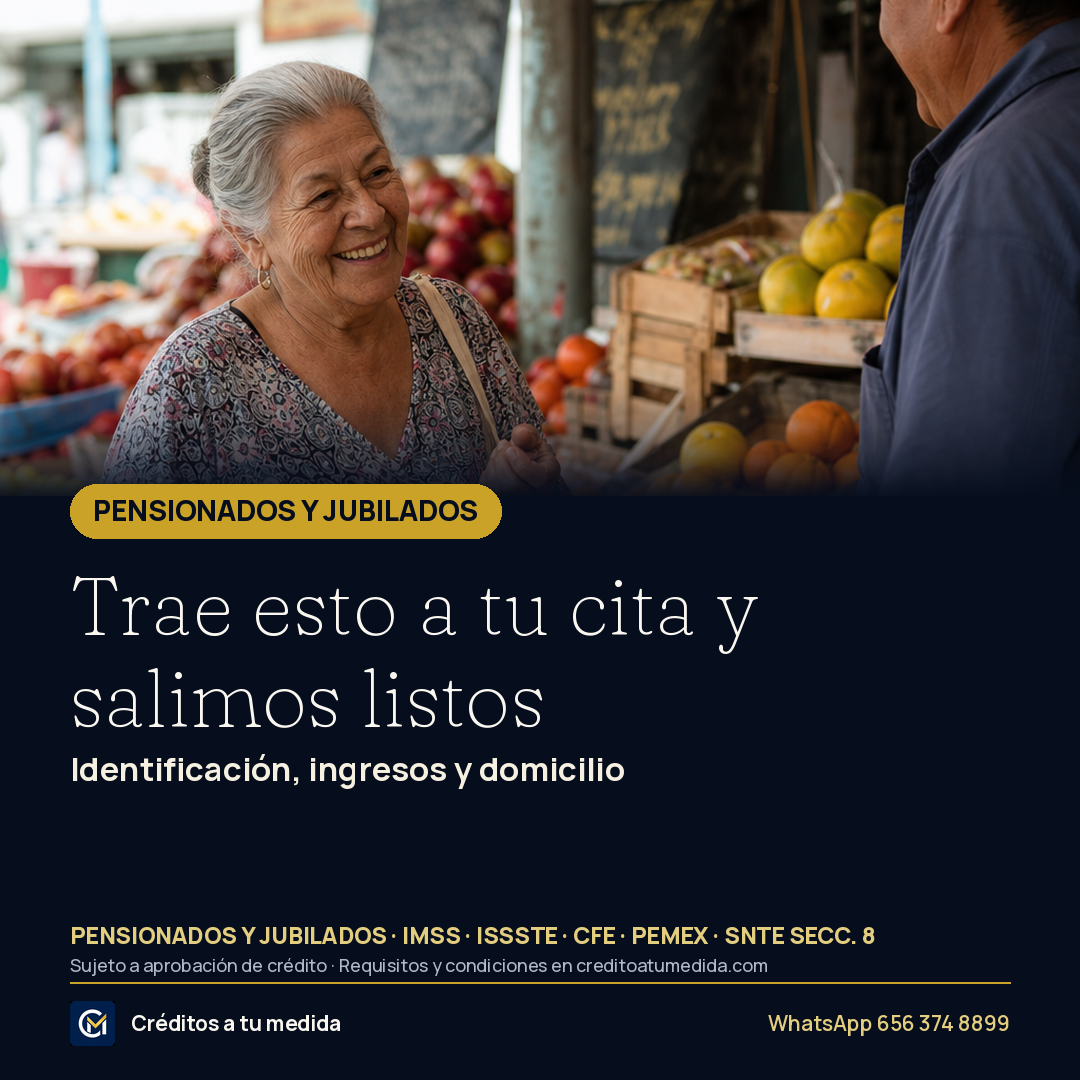 PENSIONADOS Y JUBILADOS
Trae esto a tu cita y
salimos listos
Identificación, ingresos y domicilio
PENSIONADOS Y JUBILADOS · IMSS · ISSSTE · CFE · PEMEX · SNTE SECC. 8
Sujeto a aprobación de crédito · Requisitos y condiciones en creditoatumedida.com
Créditos a tu medida
WhatsApp 656 374 8899